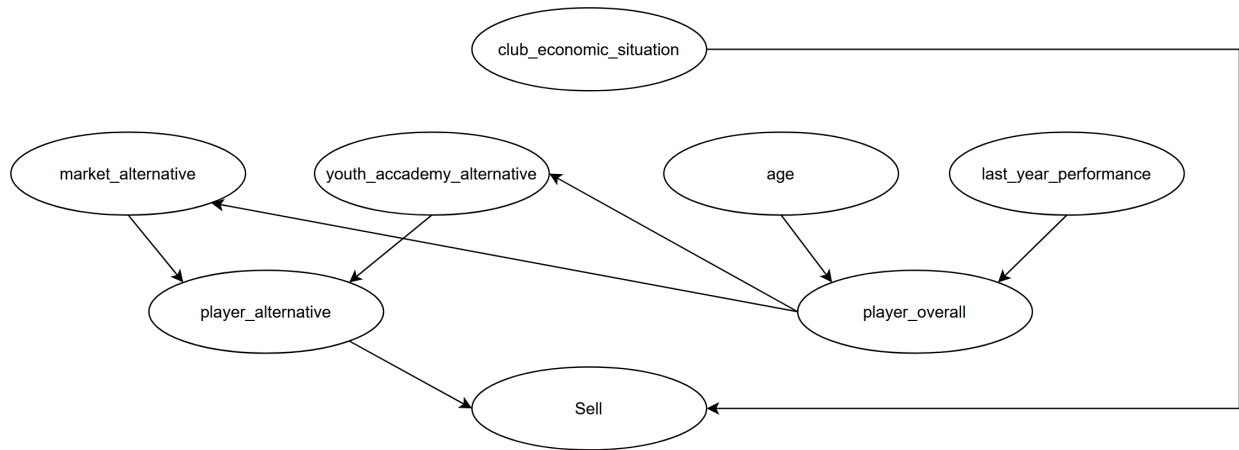 club_economic_situation
market_alternative
youth_accademy_alternative
age
last_year_performance
player_alternative
player_overall
Sell